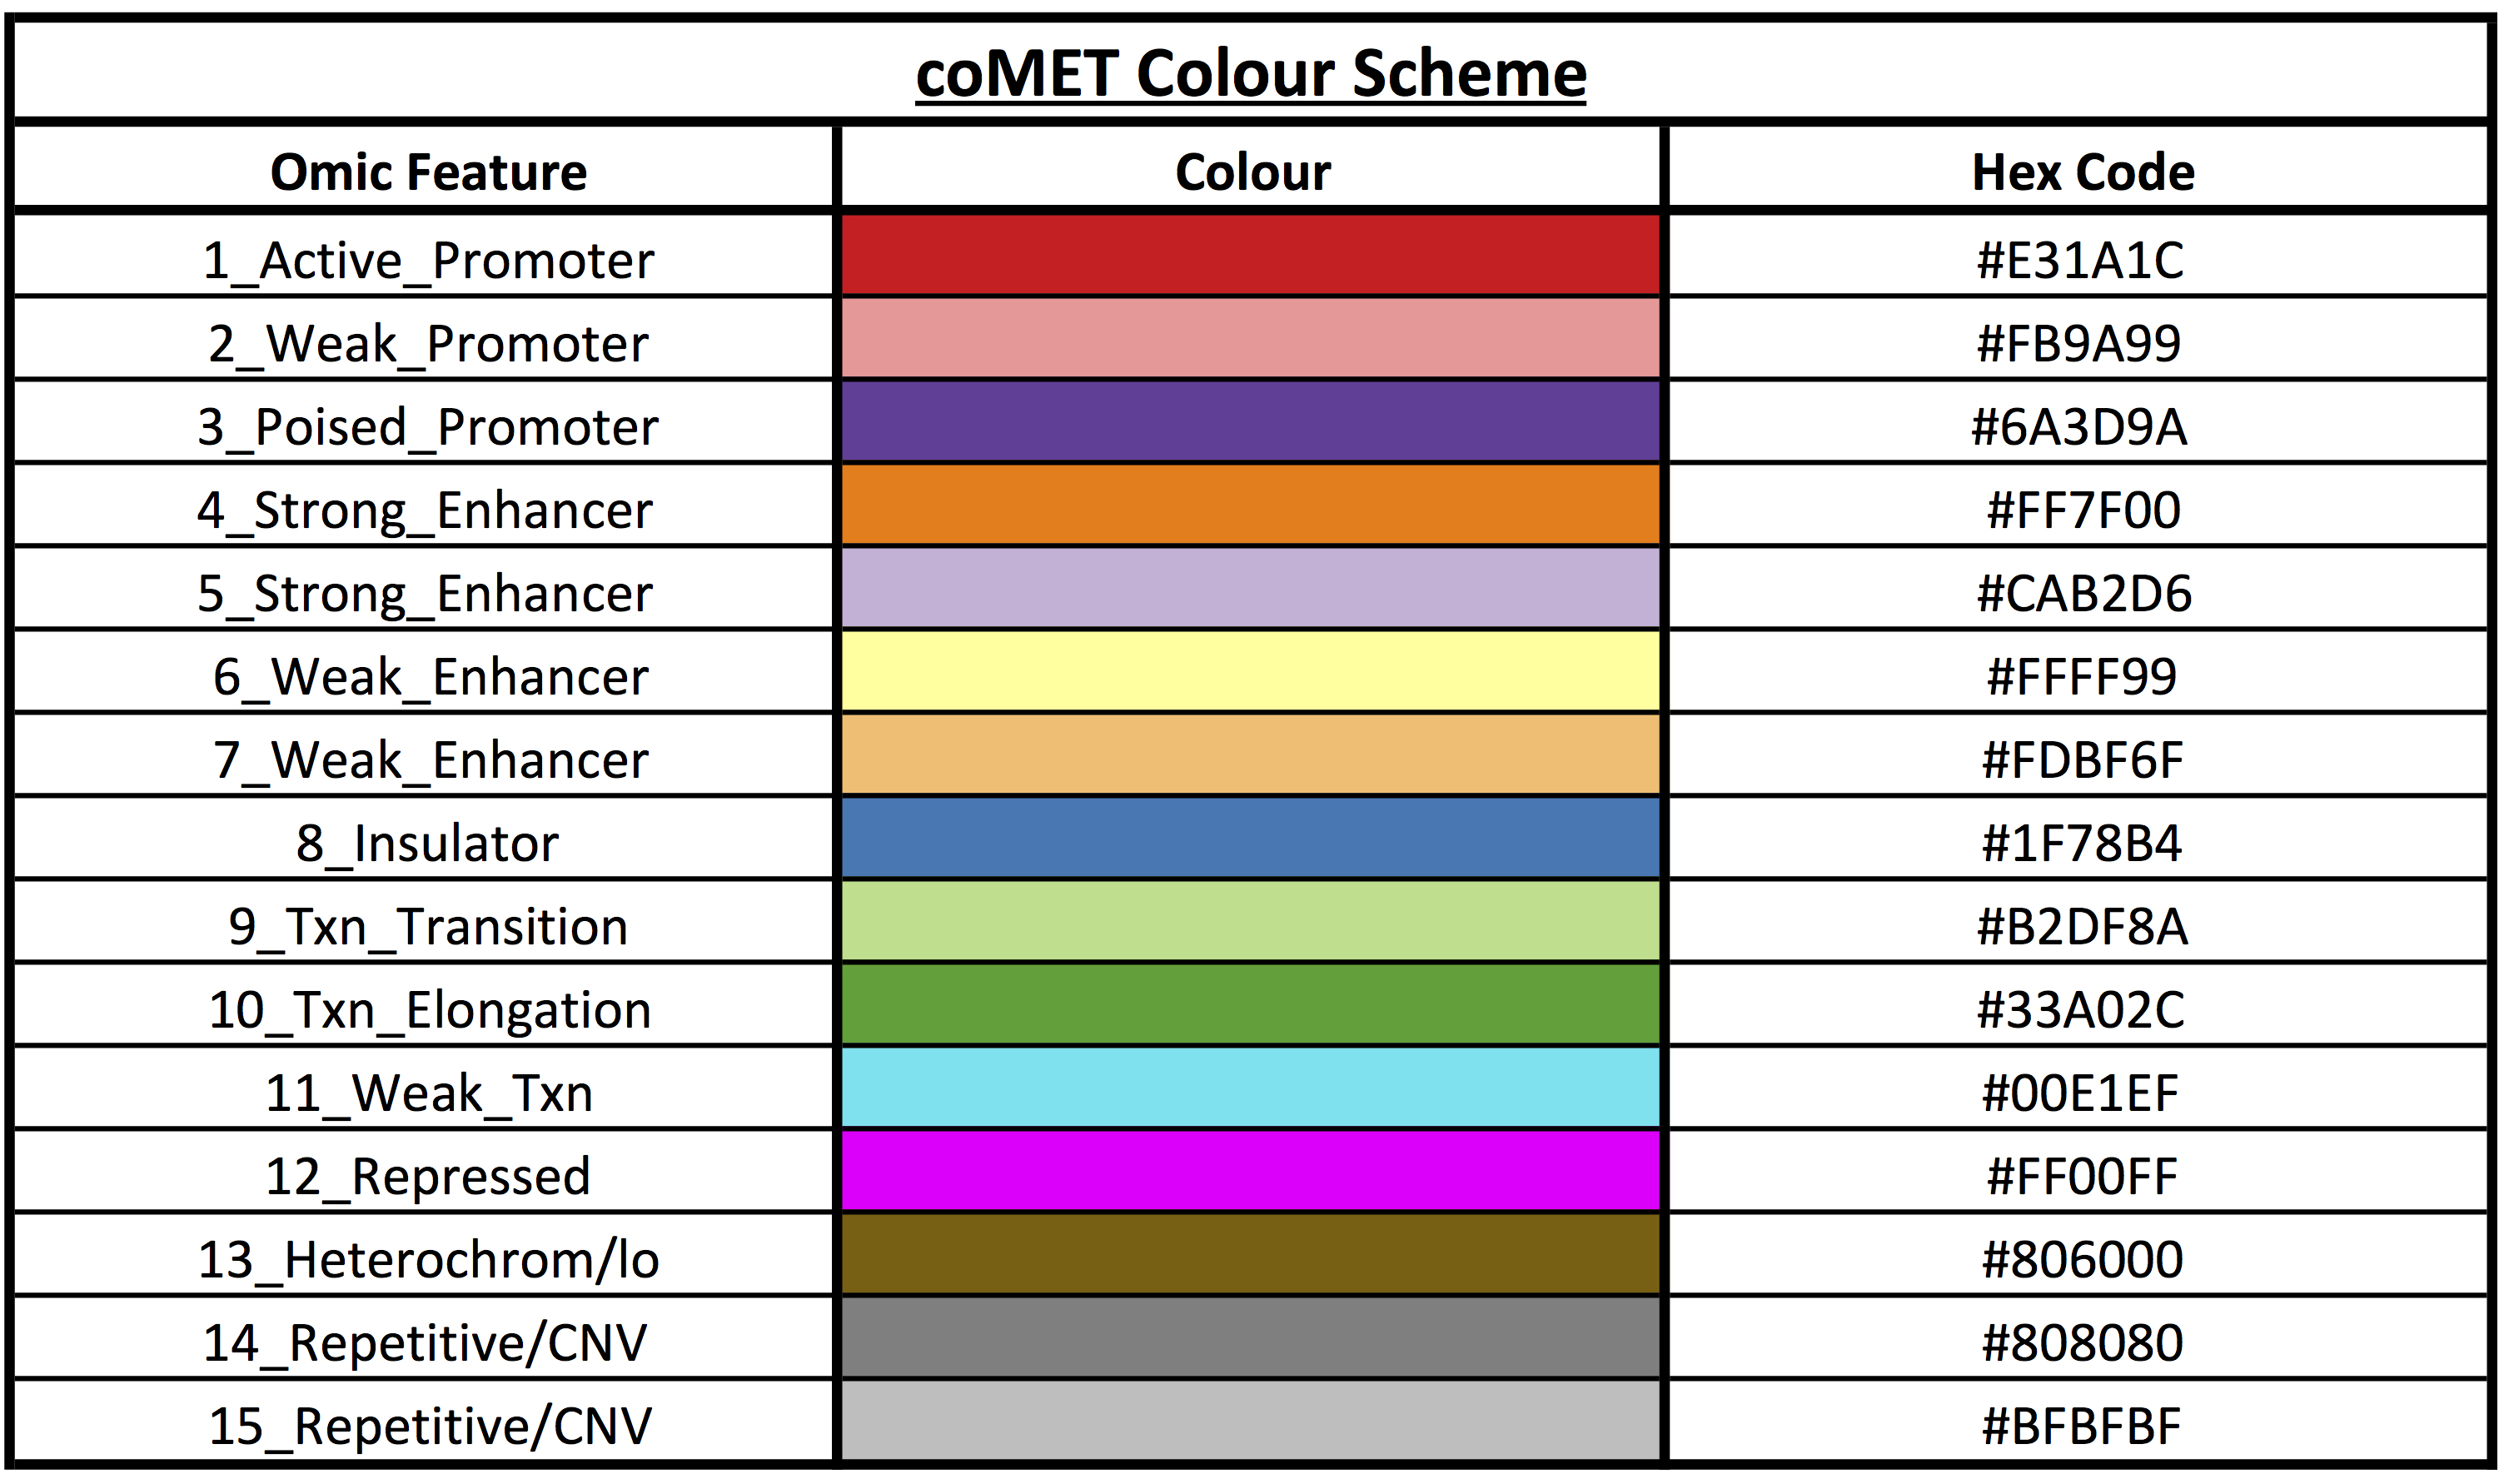 coMET Colour Scheme
Omic Feature Colour Hex Code
1_Active_Promoter #E31A1C
2_Weak_Promoter #FB9A99
3_Poised_Promoter #6A3D9A
4_Strong_Enhancer #FF7F00
5_Strong_Enhancer #CAB2D6
6_Weak_Enhancer #FFFF99
7_Weak_Enhancer #FDBF6F
8_Insulator #1F78B4
9_Txn_Transition #B2DF8A
10_Txn_Elongation #33A02C
11_Weak_Txn #00E1EF
12_Repressed #FF00FF
13_Heterochrom/lo #806000
14_Repetitive/CNV #808080
15_Repetitive/CNV #BFBFBF